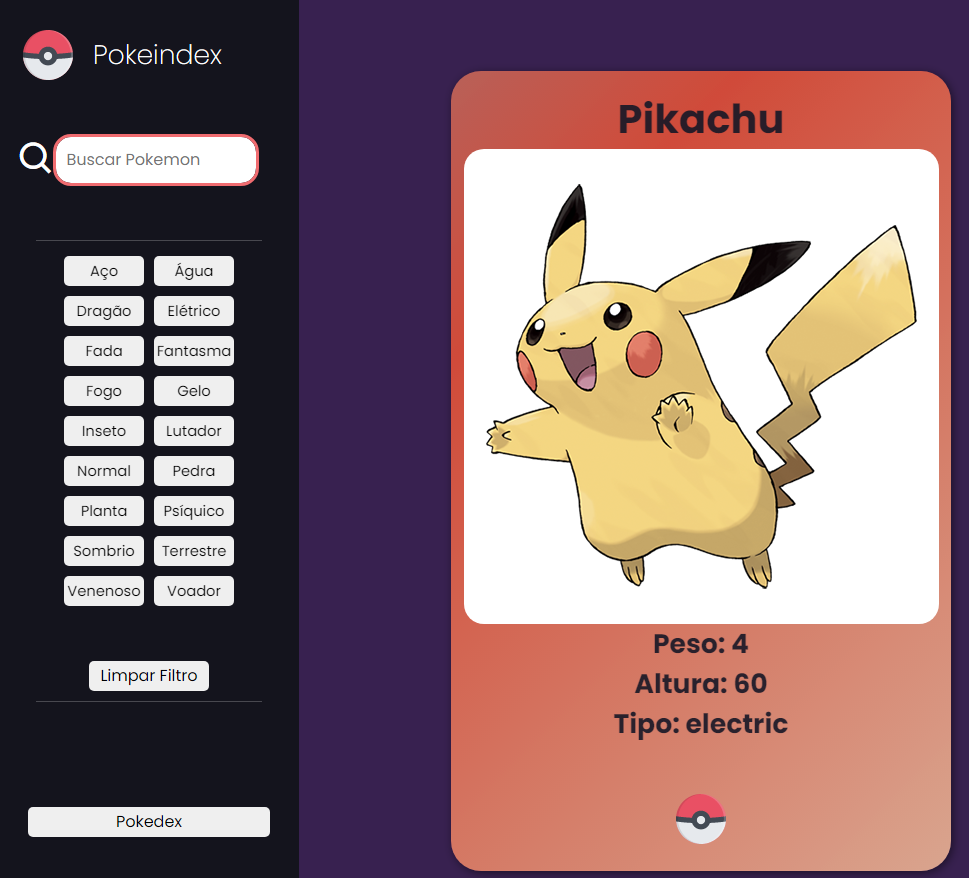 Pokeindex
Buscar Pokemon
Aço Água
Dragão Elétrico
Fada Fantasma
Fogo Gelo
Inseto Lutador
Normal Pedra
Planta Psíquico
Sombrio Terrestre
Venenoso Voador
Limpar Filtro
Pokedex
Pikachu
Peso: 4
Altura: 60
Tipo: electric